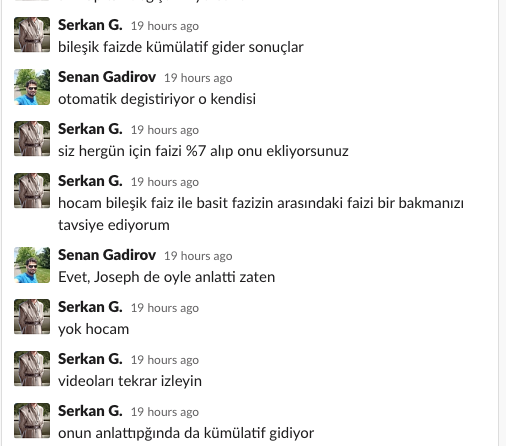 Serkan G. 19 hours ago
bileşik faizde kümülatif gider sonuçlar
Senan Gadirov 19 hours ago
otomatik degistiriyor o kendisi
Serkan G. 19 hours ago
siz hergün için faizi %7 alıp onu ekliyorsunuz
Serkan G. 19 hours ago
hocam bileşik faiz ile basit fazizin arasındaki faizi bir bakmanızı
tavsiye ediyorum
Senan Gadirov 19 hours ago
Evet, Joseph de oyle anlatti zaten
Serkan G. 19 hours ago
yok hocam
Serkan G. 19 hours ago
videoları tekrar izleyin
Serkan G. 19 hours ago
onun anlattıpğında da kümülatif gidiyor